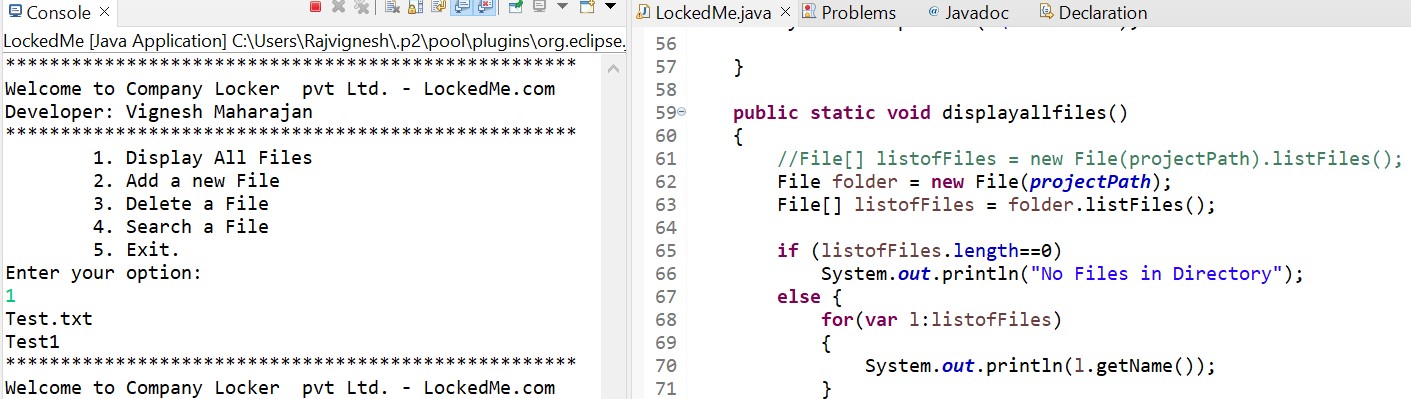 Console
LockedMe [Java Application] C:\Users\Rajvignesh\.p2\pool\plugins\org.eclipse.
****************************************************
Welcome to Company Locker  pvt Ltd. - LockedMe.com
Developer: Vignesh Maharajan
****************************************************
        1. Display All Files
        2. Add a new File
        3. Delete a File
        4. Search a File
        5. Exit.
Enter your option:
1
Test.txt
Test1
****************************************************
Welcome to Company Locker  pvt Ltd. - LockedMe.com
LockedMe.java Problems @ Javadoc Declaration
56
57     }
58
59     public static void displayallfiles()
60     {
61         //File[] listofFiles = new File(projectPath).listFiles();
62         File folder = new File(projectPath);
63         File[] listofFiles = folder.listFiles();
64
65         if (listofFiles.length==0)
66             System.out.println("No Files in Directory");
67         else {
68             for(var l:listofFiles)
69             {
70                 System.out.println(l.getName());
71             }